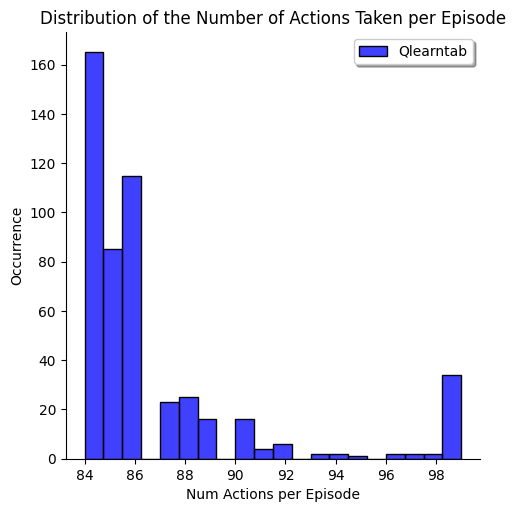 Distribution of the Number of Actions Taken per Episode
Qlearntab
Occurrence
160
140
120
100
80
60
40
20
0
84 86 88 90 92 94 96 98
Num Actions per Episode